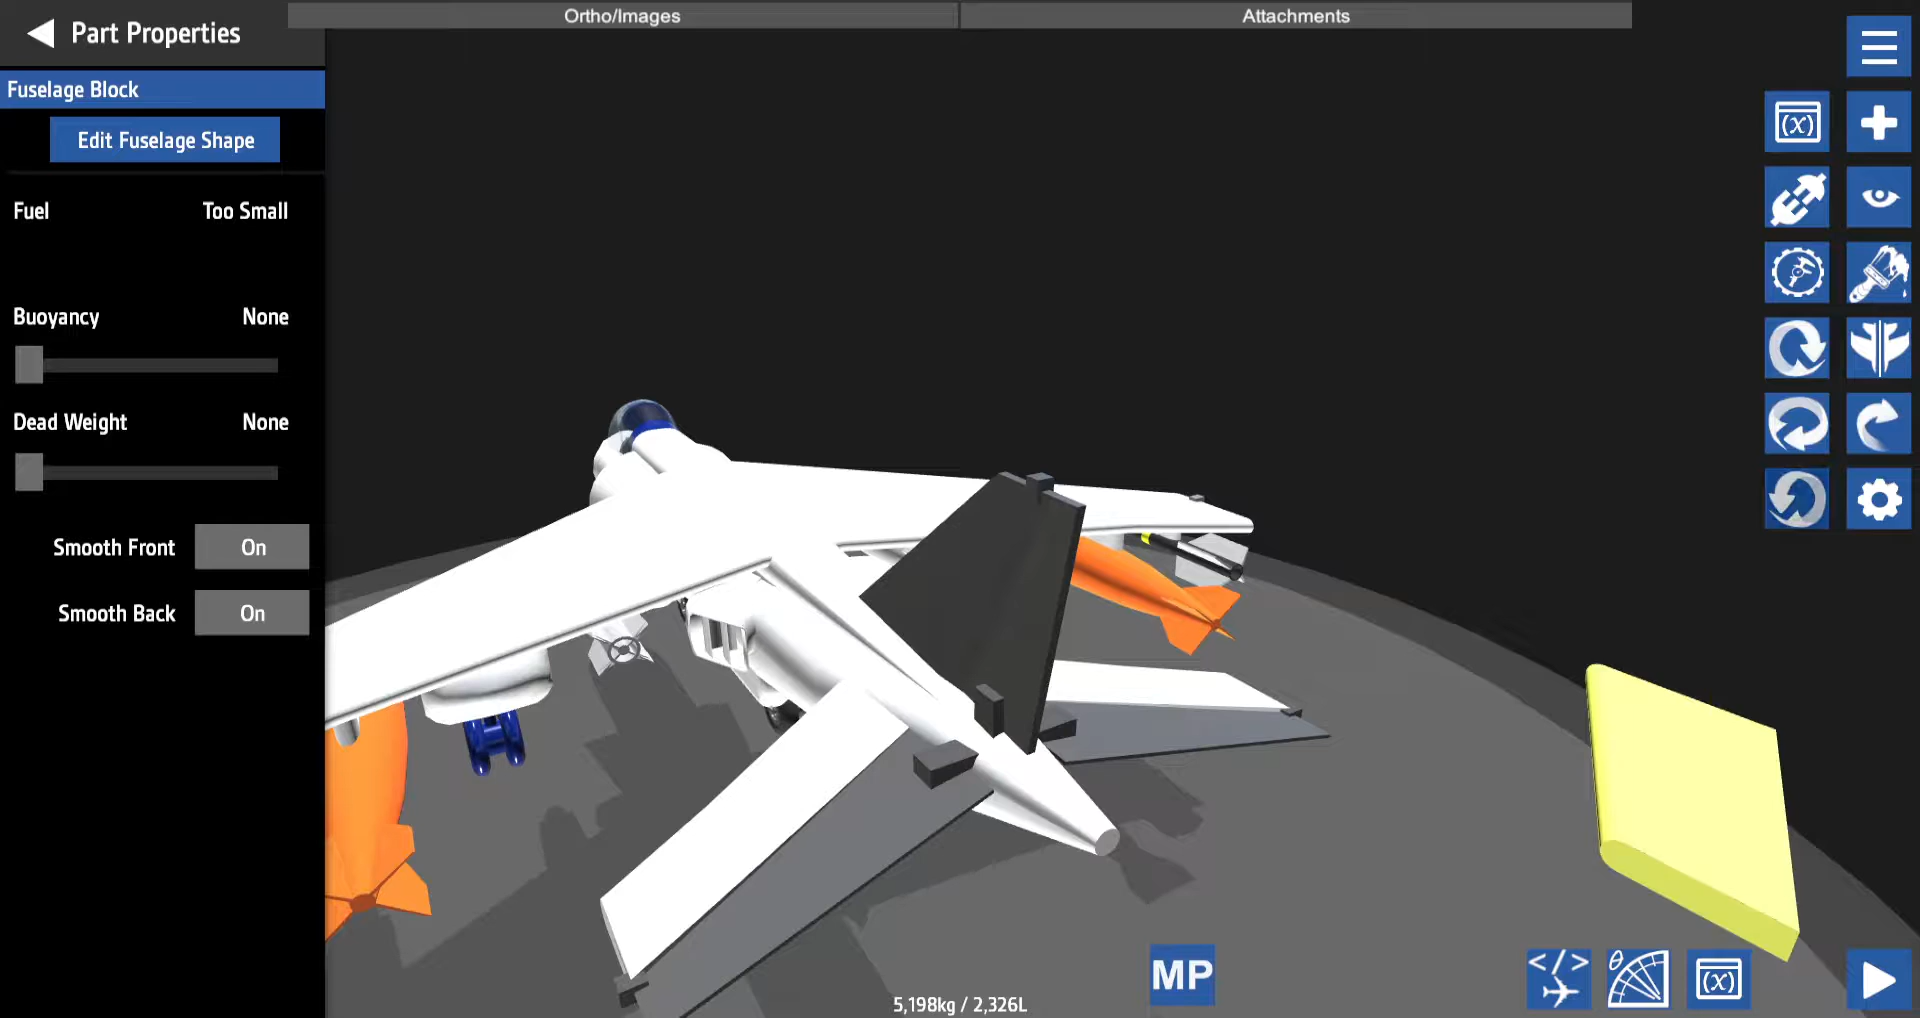 Ortho/Images
Attachments
Part Properties
Fuselage Block
Edit Fuselage Shape
Fuel Too Small
Buoyancy None
Dead Weight None
Smooth Front On
Smooth Back On
(x)
MP
</>
θ
(x)
5,198kg / 2,326L